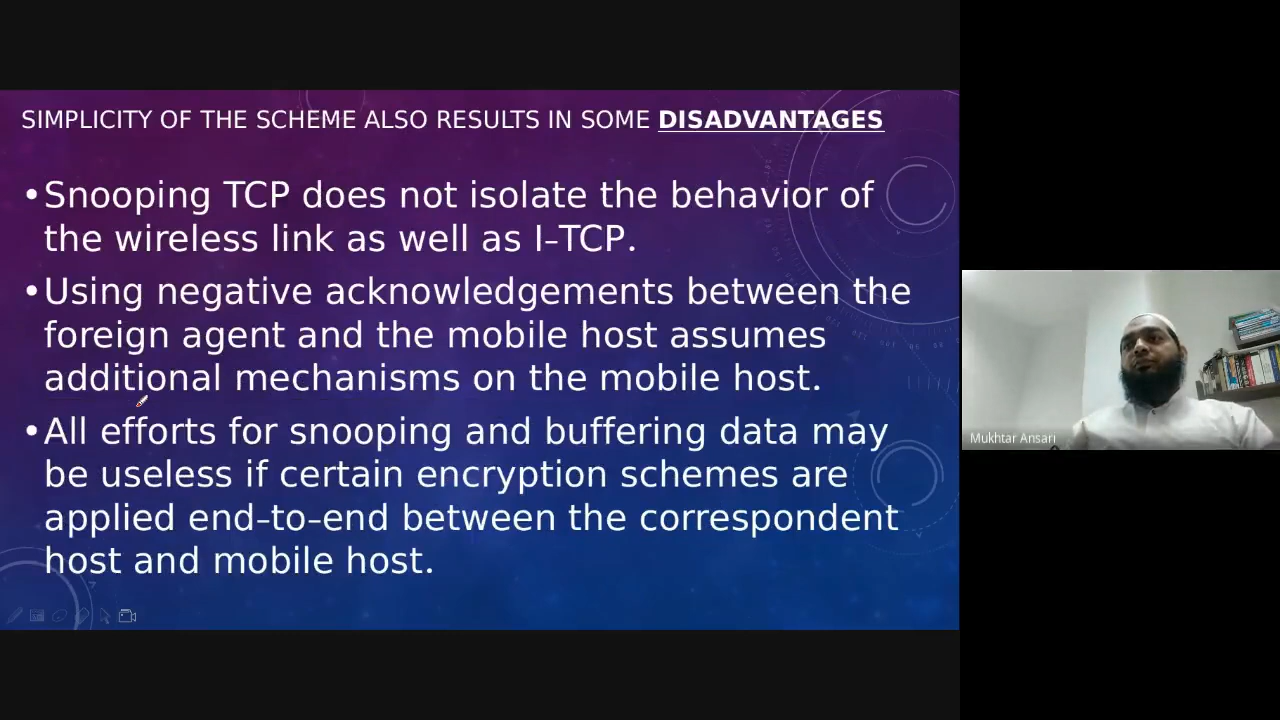 SIMPLICITY OF THE SCHEME ALSO RESULTS IN SOME DISADVANTAGES
•Snooping TCP does not isolate the behavior of
the wireless link as well as I-TCP.
•Using negative acknowledgements between the
foreign agent and the mobile host assumes
additional mechanisms on the mobile host.
•All efforts for snooping and buffering data may
be useless if certain encryption schemes are
applied end-to-end between the correspondent
host and mobile host.
Mukhtar Ansari